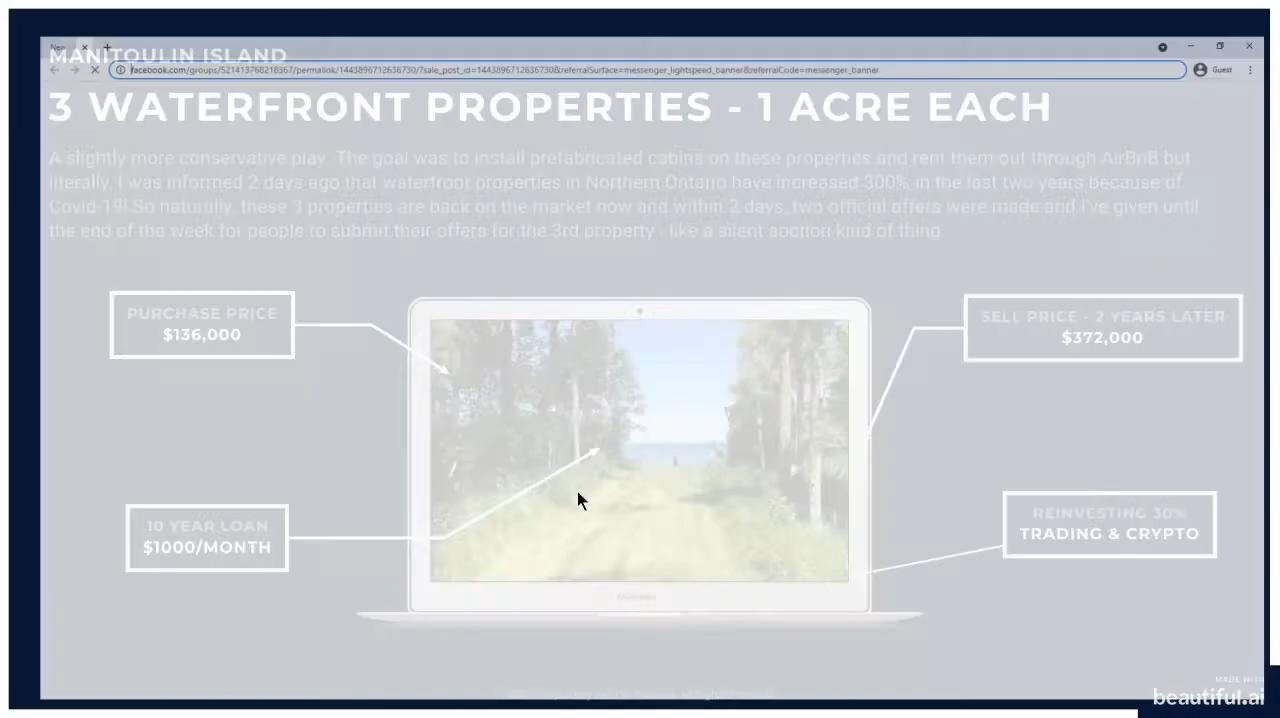 New
MANITOULIN ISLAND
facebook.com/groups/521413768218367/permalink/1443896712636730/?sale_post_id=1443896712636730&referralSurface=messenger_lightspeed_banner&referralCode=messenger_banner
Guest
3 WATERFRONT PROPERTIES - 1 ACRE EACH
A slightly more conservative play. The goal was to install prefabricated cabins on these properties and rent them out through AirBnB but
literally, I was informed 2 days ago that waterfront properties in Northern Ontario have increased 300% in the last two years because of
Covid-19! So naturally, these 3 properties are back on the market now and within 2 days, two official offers were made and I've given until
the end of the week for people to submit their offers for the 3rd property - like a silent auction kind of thing.
PURCHASE PRICE
$136,000
SELL PRICE - 2 YEARS LATER
$372,000
10 YEAR LOAN
$1000/MONTH
REINVESTING 30%
TRADING & CRYPTO
MADE WITH
beautiful.ai